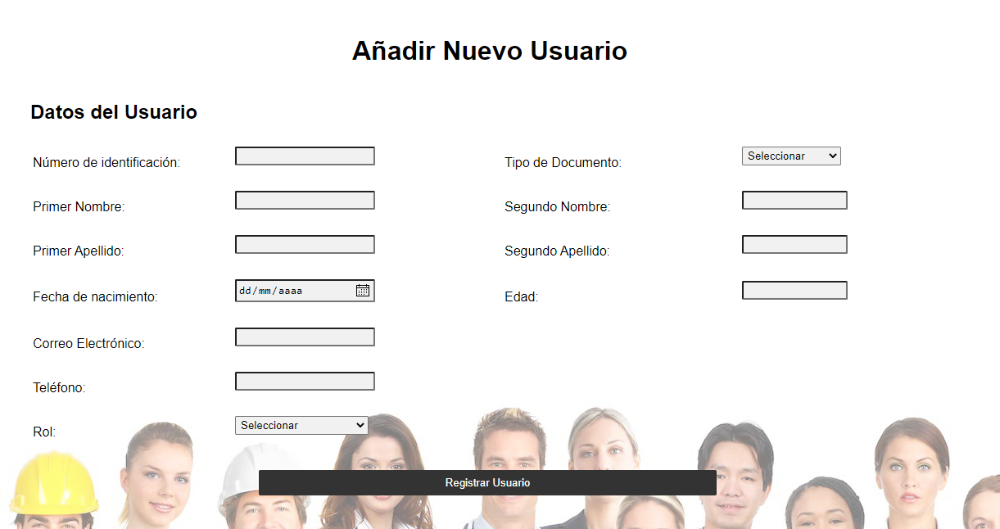 Añadir Nuevo Usuario
Datos del Usuario
Número de identificación: Tipo de Documento: Seleccionar
Primer Nombre: Segundo Nombre:
Primer Apellido: Segundo Apellido:
Fecha de nacimiento: dd/mm/aaaa Edad:
Correo Electrónico:
Teléfono:
Rol: Seleccionar
Registrar Usuario